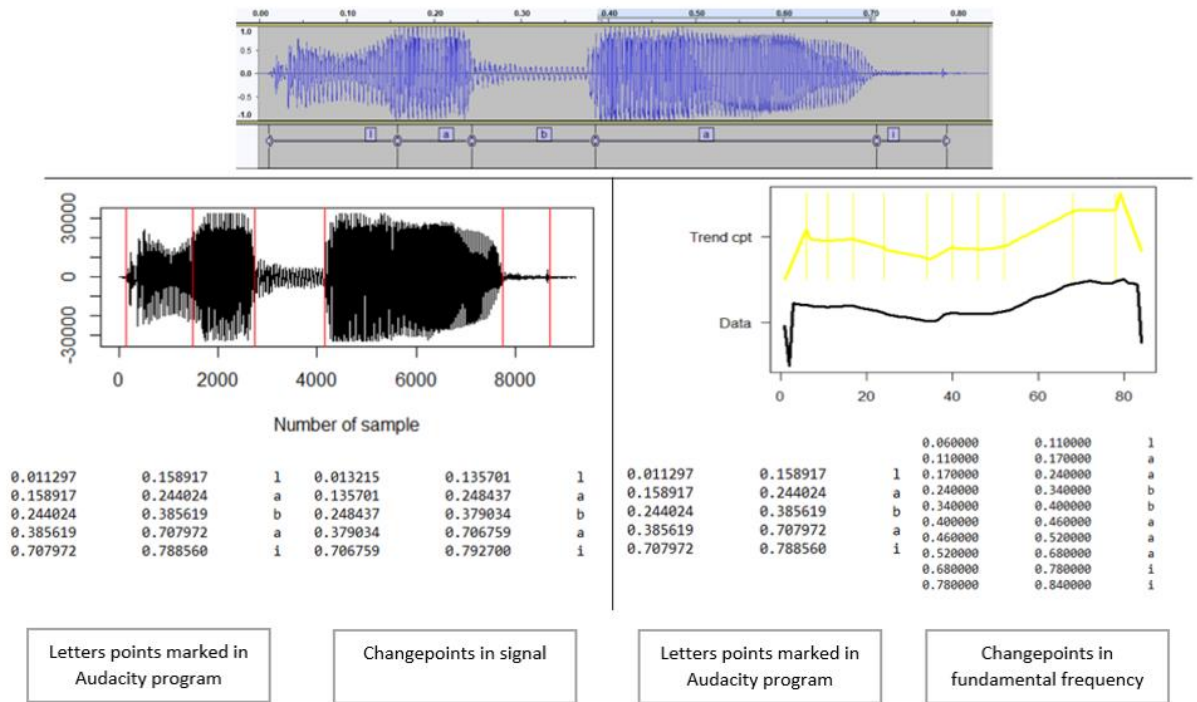 0.00 0.10 0.20 0.30 0.40 0.50 0.60 0.70 0.80
1.0
0.5
0.0
-0.5
-1.0
l a b a i
30000
0
-30000
0 2000 4000 6000 8000
Number of sample
Trend cpt
Data
0 20 40 60 80
0.011297 0.158917 l 0.013215 0.135701 l
0.158917 0.244024 a 0.135701 0.248437 a
0.244024 0.385619 b 0.248437 0.379034 b
0.385619 0.707972 a 0.379034 0.706759 a
0.707972 0.788560 i 0.706759 0.792700 i
0.011297 0.158917 l
0.158917 0.244024 a
0.244024 0.385619 b
0.385619 0.707972 a
0.707972 0.788560 i
0.060000 0.110000 l
0.110000 0.170000 a
0.170000 0.240000 a
0.240000 0.340000 b
0.340000 0.400000 b
0.400000 0.460000 a
0.460000 0.520000 a
0.520000 0.680000 a
0.680000 0.780000 i
0.780000 0.840000 i
Letters points marked in
Audacity program
Changepoints in signal
Letters points marked in
Audacity program
Changepoints in
fundamental frequency